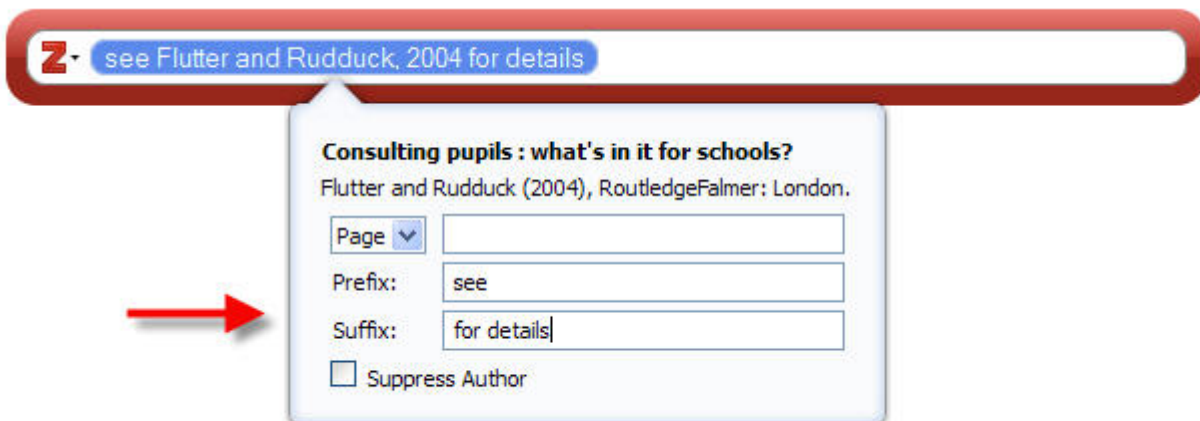 Z see Flutter and Rudduck, 2004 for details
Consulting pupils : what's in it for schools?
Flutter and Rudduck (2004), RoutledgeFalmer: London.
Page
Prefix: see
Suffix: for details
Suppress Author